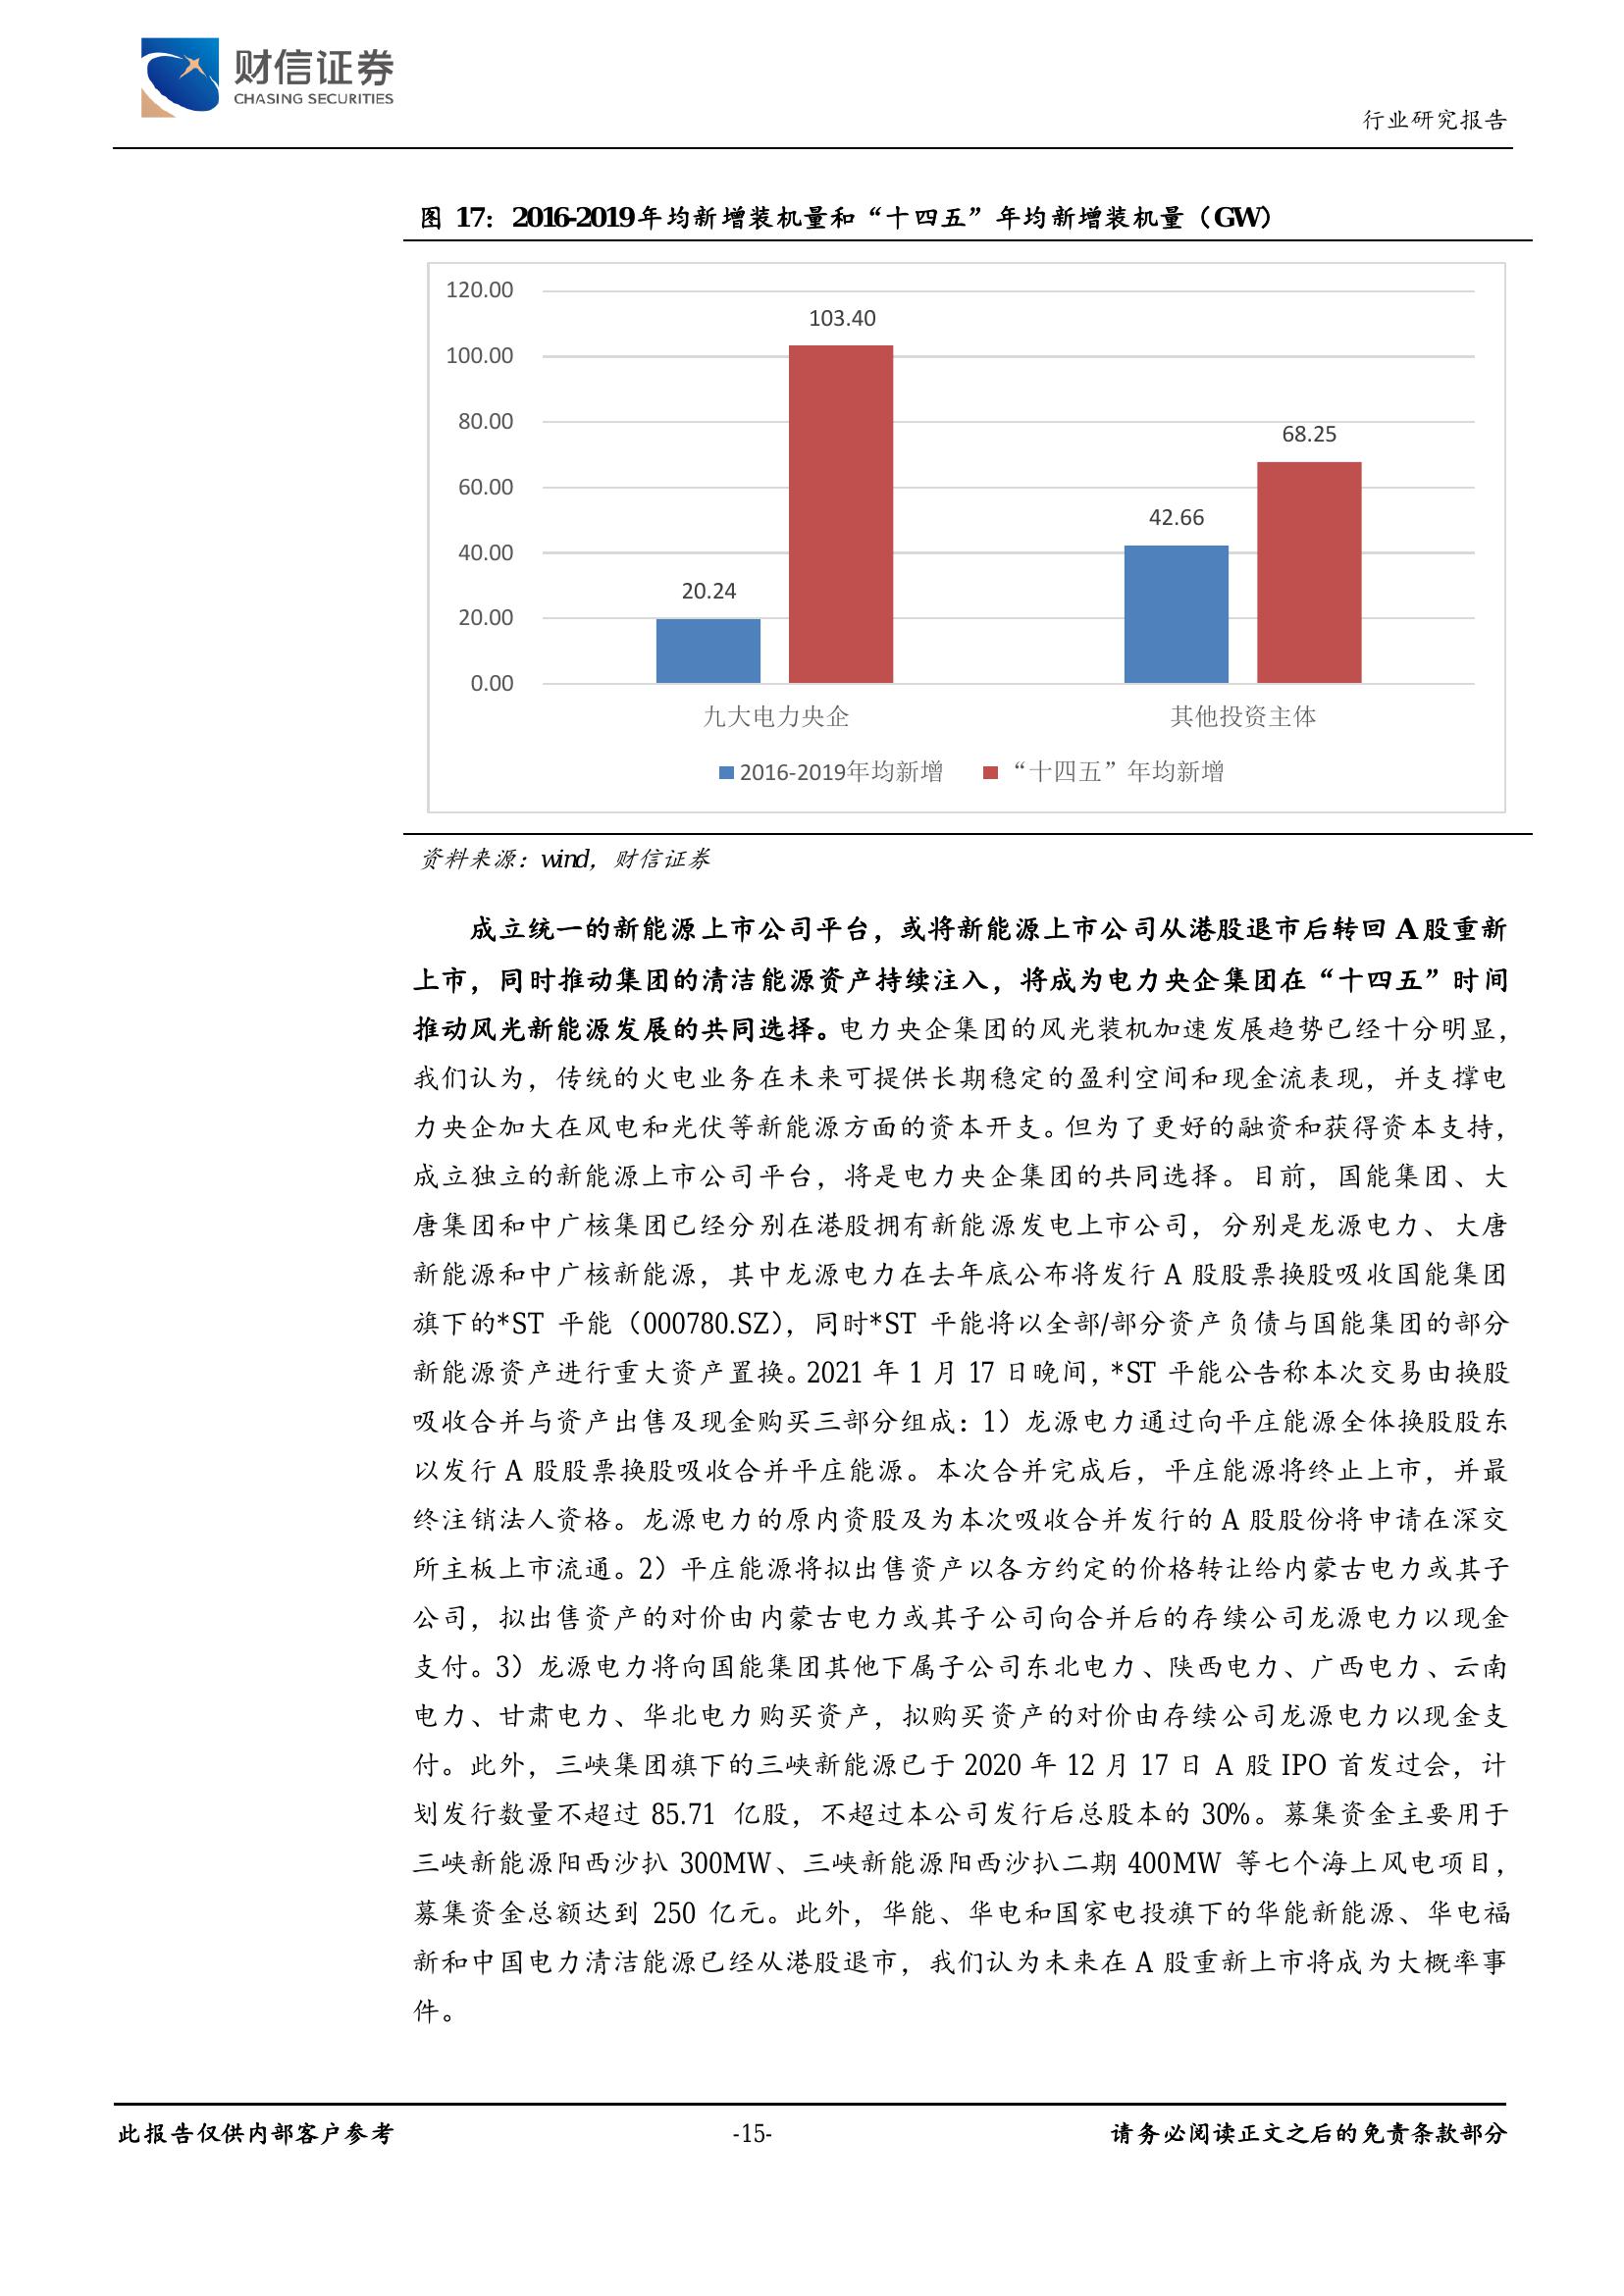 财信证券
CHASING SECURITIES
行业研究报告
图 17：2016-2019年均新增装机量和“十四五”年均新增装机量（GW）
120.00
103.40
100.00
80.00
68.25
60.00
42.66
40.00
20.24
20.00
0.00
九大电力央企 其他投资主体
2016-2019年均新增 “十四五”年均新增
资料来源：wind，财信证券
成立统一的新能源上市公司平台，或将新能源上市公司从港股退市后转回 A 股重新
上市，同时推动集团的清洁能源资产持续注入，将成为电力央企集团在“十四五”时间
推动风光新能源发展的共同选择。电力央企集团的风光装机加速发展趋势已经十分明显，
我们认为，传统的火电业务在未来可提供长期稳定的盈利空间和现金流表现，并支撑电
力央企加大在风电和光伏等新能源方面的资本开支。但为了更好的融资和获得资本支持，
成立独立的新能源上市公司平台，将是电力央企集团的共同选择。目前，国能集团、大
唐集团和中广核集团已经分别在港股拥有新能源发电上市公司，分别是龙源电力、大唐
新能源和中广核新能源，其中龙源电力在去年底公布将发行 A 股股票换股吸收国能集团
旗下的*ST 平能（000780.SZ），同时*ST 平能将以全部/部分资产负债与国能集团的部分
新能源资产进行重大资产置换。2021 年 1 月 17 日晚间，*ST 平能公告称本次交易由换股
吸收合并与资产出售及现金购买三部分组成：1）龙源电力通过向平庄能源全体换股股东
以发行 A 股股票换股吸收合并平庄能源。本次合并完成后，平庄能源将终止上市，并最
终注销法人资格。龙源电力的原内资股及为本次吸收合并发行的 A 股股份将申请在深交
所主板上市流通。2）平庄能源将拟出售资产以各方约定的价格转让给内蒙古电力或其子
公司，拟出售资产的对价由内蒙古电力或其子公司向合并后的存续公司龙源电力以现金
支付。3）龙源电力将向国能集团其他下属子公司东北电力、陕西电力、广西电力、云南
电力、甘肃电力、华北电力购买资产，拟购买资产的对价由存续公司龙源电力以现金支
付。此外，三峡集团旗下的三峡新能源已于 2020 年 12 月 17 日 A 股 IPO 首发过会，计
划发行数量不超过 85.71 亿股，不超过本公司发行后总股本的 30%。募集资金主要用于
三峡新能源阳西沙扒 300MW、三峡新能源阳西沙扒二期 400MW 等七个海上风电项目，
募集资金总额达到 250 亿元。此外，华能、华电和国家电投旗下的华能新能源、华电福
新和中国电力清洁能源已经从港股退市，我们认为未来在 A 股重新上市将成为大概率事
件。
此报告仅供内部客户参考 -15- 请务必阅读正文之后的免责条款部分